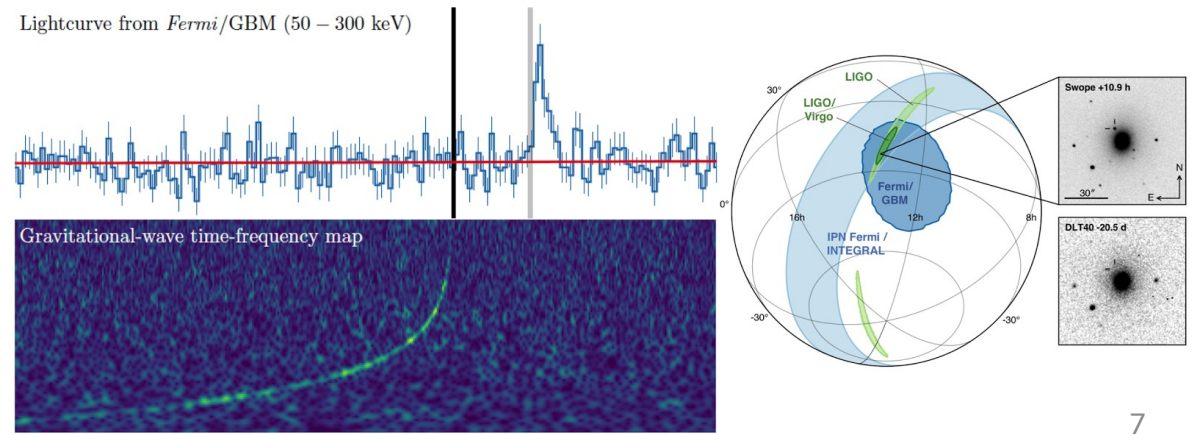 Lightcurve from Fermi/GBM (50 – 300 keV)
Gravitational-wave time-frequency map
LIGO
LIGO/
Virgo
Fermi/
GBM
IPN Fermi /
INTEGRAL
30°
0°
-30°
-30°
16h
12h
8h
Swope +10.9 h
30"
N
E
DLT40 -20.5 d
7